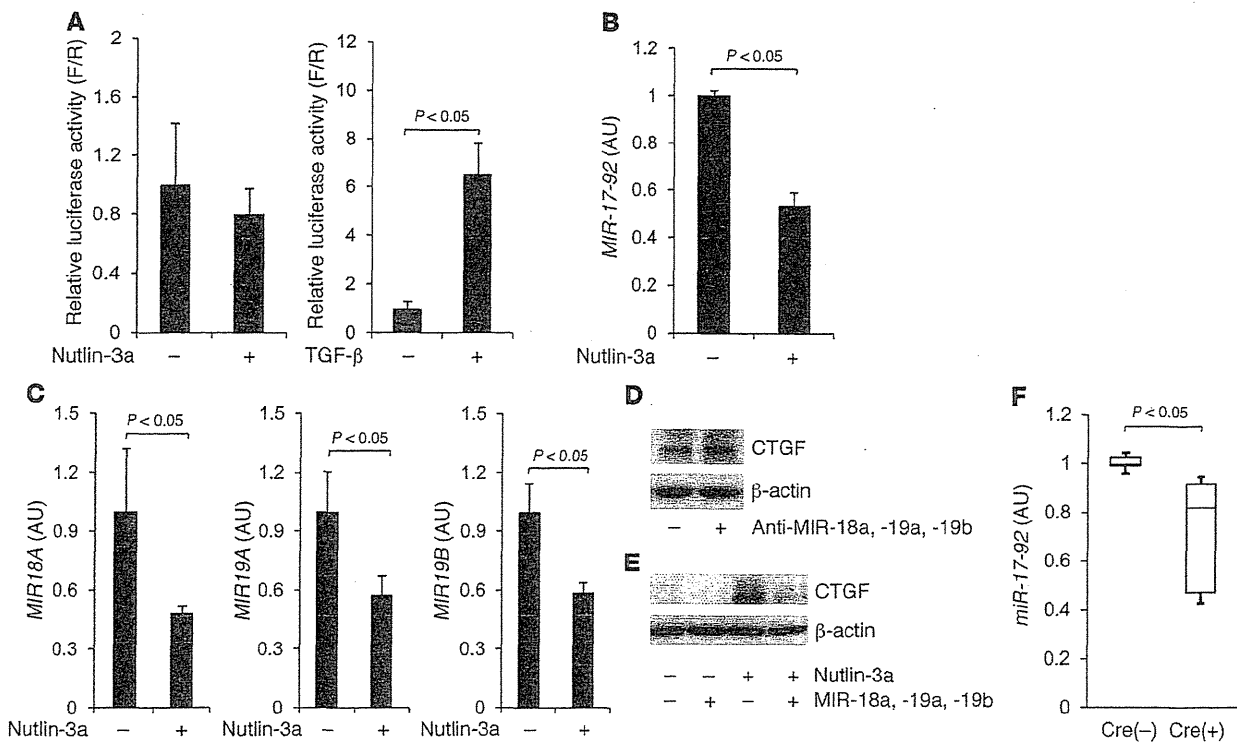 A
Relative luciferase activity (F/R)
2
1.6
1.2
0.8
0.4
0
Nutlin-3a − +
Relative luciferase activity (F/R)
12
10
8
6
4
2
0
P < 0.05
TGF-β − +
B
MIR-17-92 (AU)
1.2
1
0.8
0.6
0.4
0.2
0
P < 0.05
Nutlin-3a − +
C
MIR18A (AU)
1.5
1.2
0.9
0.6
0.3
0
P < 0.05
Nutlin-3a − +
MIR19A (AU)
1.5
1.2
0.9
0.6
0.3
0
P < 0.05
Nutlin-3a − +
MIR19B (AU)
1.5
1.2
0.9
0.6
0.3
0
P < 0.05
Nutlin-3a − +
D
CTGF
β-actin
− + Anti-MIR-18a, -19a, -19b
E
CTGF
β-actin
− − + + Nutlin-3a
− + − + MIR-18a, -19a, -19b
F
miR-17-92 (AU)
1.2
1
0.8
0.6
0.4
0.2
0
P < 0.05
Cre(−) Cre(+)